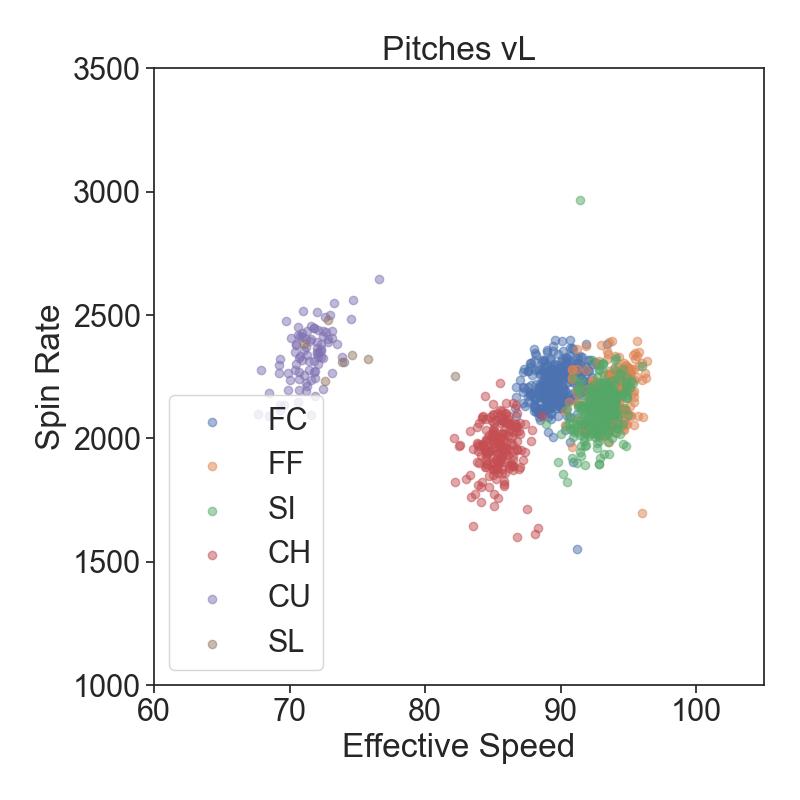 Pitches vL
3500
3000
2500
2000
1500
1000
Spin Rate
FC
FF
SI
CH
CU
SL
60 70 80 90 100
Effective Speed